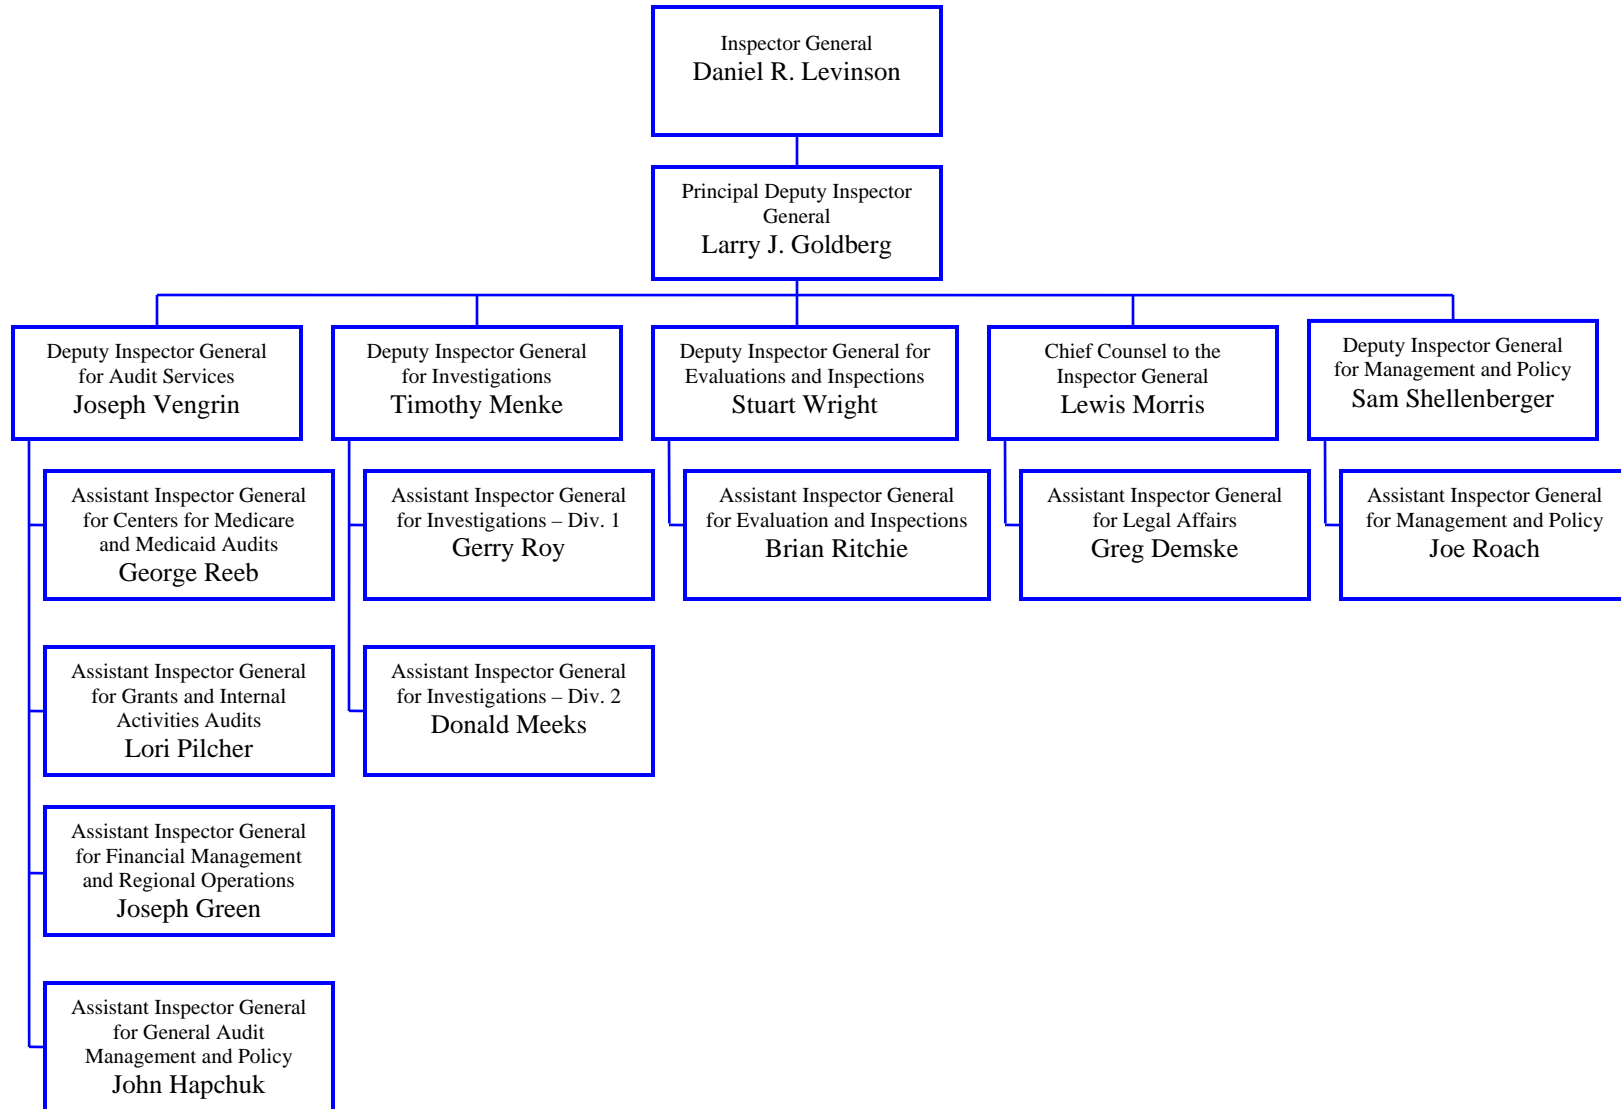 Inspector General
Daniel R. Levinson
Principal Deputy Inspector
General
Larry J. Goldberg
Deputy Inspector General
for Audit Services
Joseph Vengrin
Deputy Inspector General
for Investigations
Timothy Menke
Deputy Inspector General for
Evaluations and Inspections
Stuart Wright
Chief Counsel to the
Inspector General
Lewis Morris
Deputy Inspector General
for Management and Policy
Sam Shellenberger
Assistant Inspector General
for Centers for Medicare
and Medicaid Audits
George Reeb
Assistant Inspector General
for Investigations – Div. 1
Gerry Roy
Assistant Inspector General
for Evaluation and Inspections
Brian Ritchie
Assistant Inspector General
for Legal Affairs
Greg Demske
Assistant Inspector General
for Management and Policy
Joe Roach
Assistant Inspector General
for Grants and Internal
Activities Audits
Lori Pilcher
Assistant Inspector General
for Investigations – Div. 2
Donald Meeks
Assistant Inspector General
for Financial Management
and Regional Operations
Joseph Green
Assistant Inspector General
for General Audit
Management and Policy
John Hapchuk